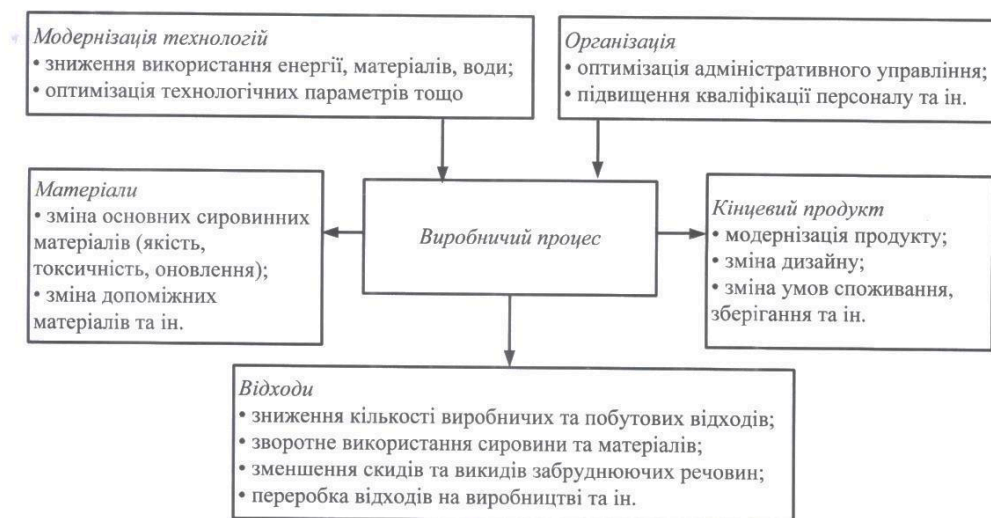 Модернізація технологій
• зниження використання енергії, матеріалів, води;
• оптимізація технологічних параметрів тощо
Організація
• оптимізація адміністративного управління;
• підвищення кваліфікації персоналу та ін.
Матеріали
• зміна основних сировинних
матеріалів (якість,
токсичність, оновлення);
• зміна допоміжних
матеріалів та ін.
Виробничий процес
Кінцевий продукт
• модернізація продукту;
• зміна дизайну;
• зміна умов споживання,
зберігання та ін.
Відходи
• зниження кількості виробничих та побутових відходів;
• зворотне використання сировини та матеріалів;
• зменшення скидів та викидів забруднюючих речовин;
• переробка відходів на виробництві та ін.